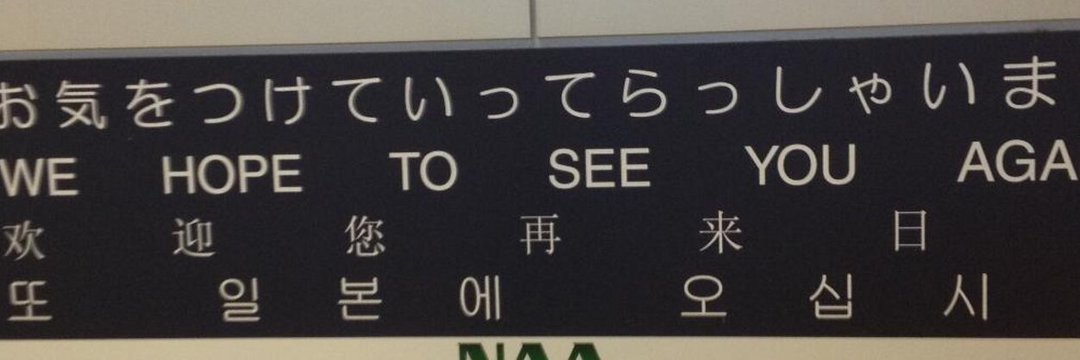 お気をつけていってらっしゃいま
WE HOPE TO SEE YOU AGA
欢迎您再来日
또 일본에 오십시
NAA